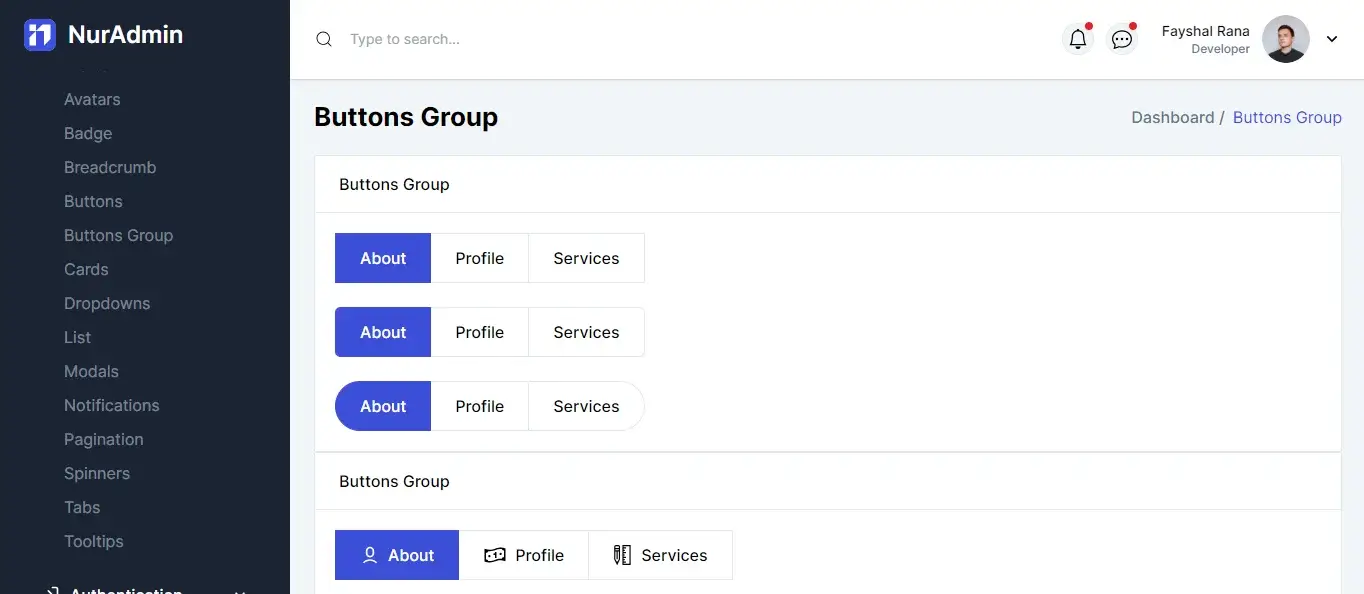 NurAdmin
Avatars
Badge
Breadcrumb
Buttons
Buttons Group
Cards
Dropdowns
List
Modals
Notifications
Pagination
Spinners
Tabs
Tooltips
Authentication
Type to search...
Fayshal Rana
Developer
Buttons Group
Dashboard / Buttons Group
Buttons Group
About Profile Services
About Profile Services
About Profile Services
Buttons Group
About Profile Services